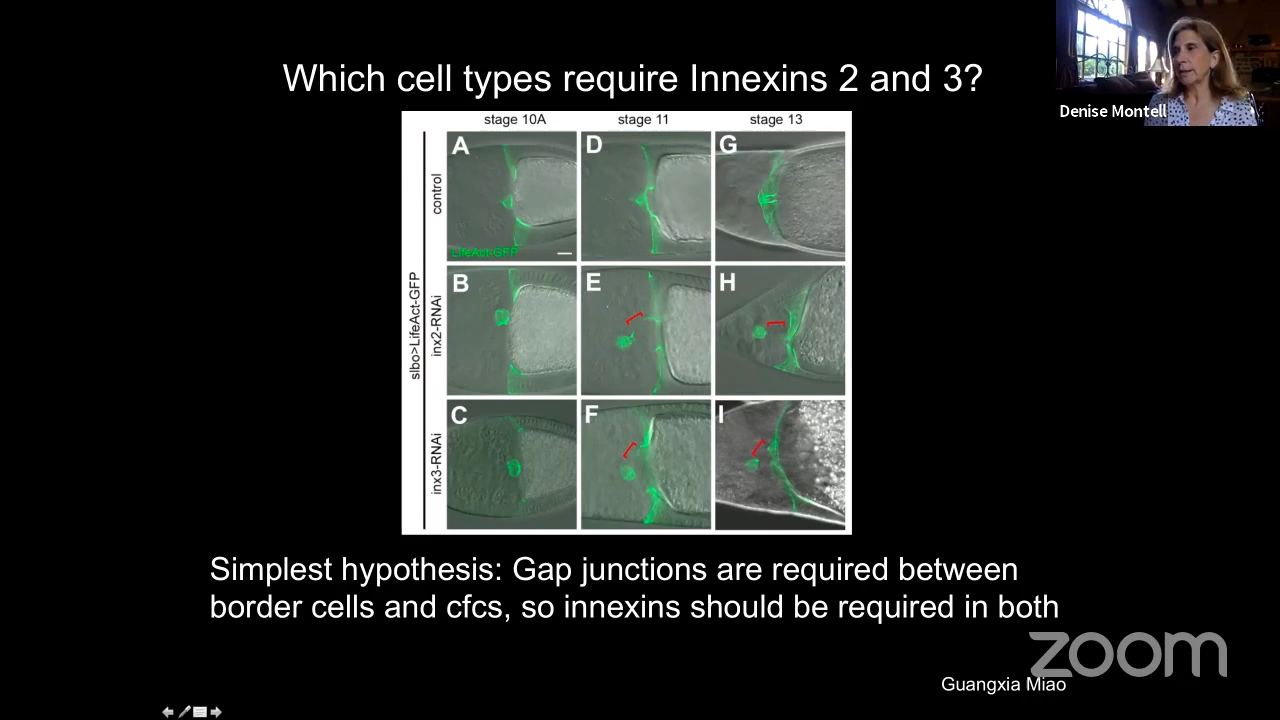 Denise Montell
Which cell types require Innexins 2 and 3?
stage 10A
stage 11
stage 13
slbo>LifeAct-GFP
control
A
D
G
LifeAct-GFP
inx2-RNAi
B
E
H
inx3-RNAi
C
F
I
Simplest hypothesis: Gap junctions are required between
border cells and cfcs, so innexins should be required in both
zoom
Guangxia Miao